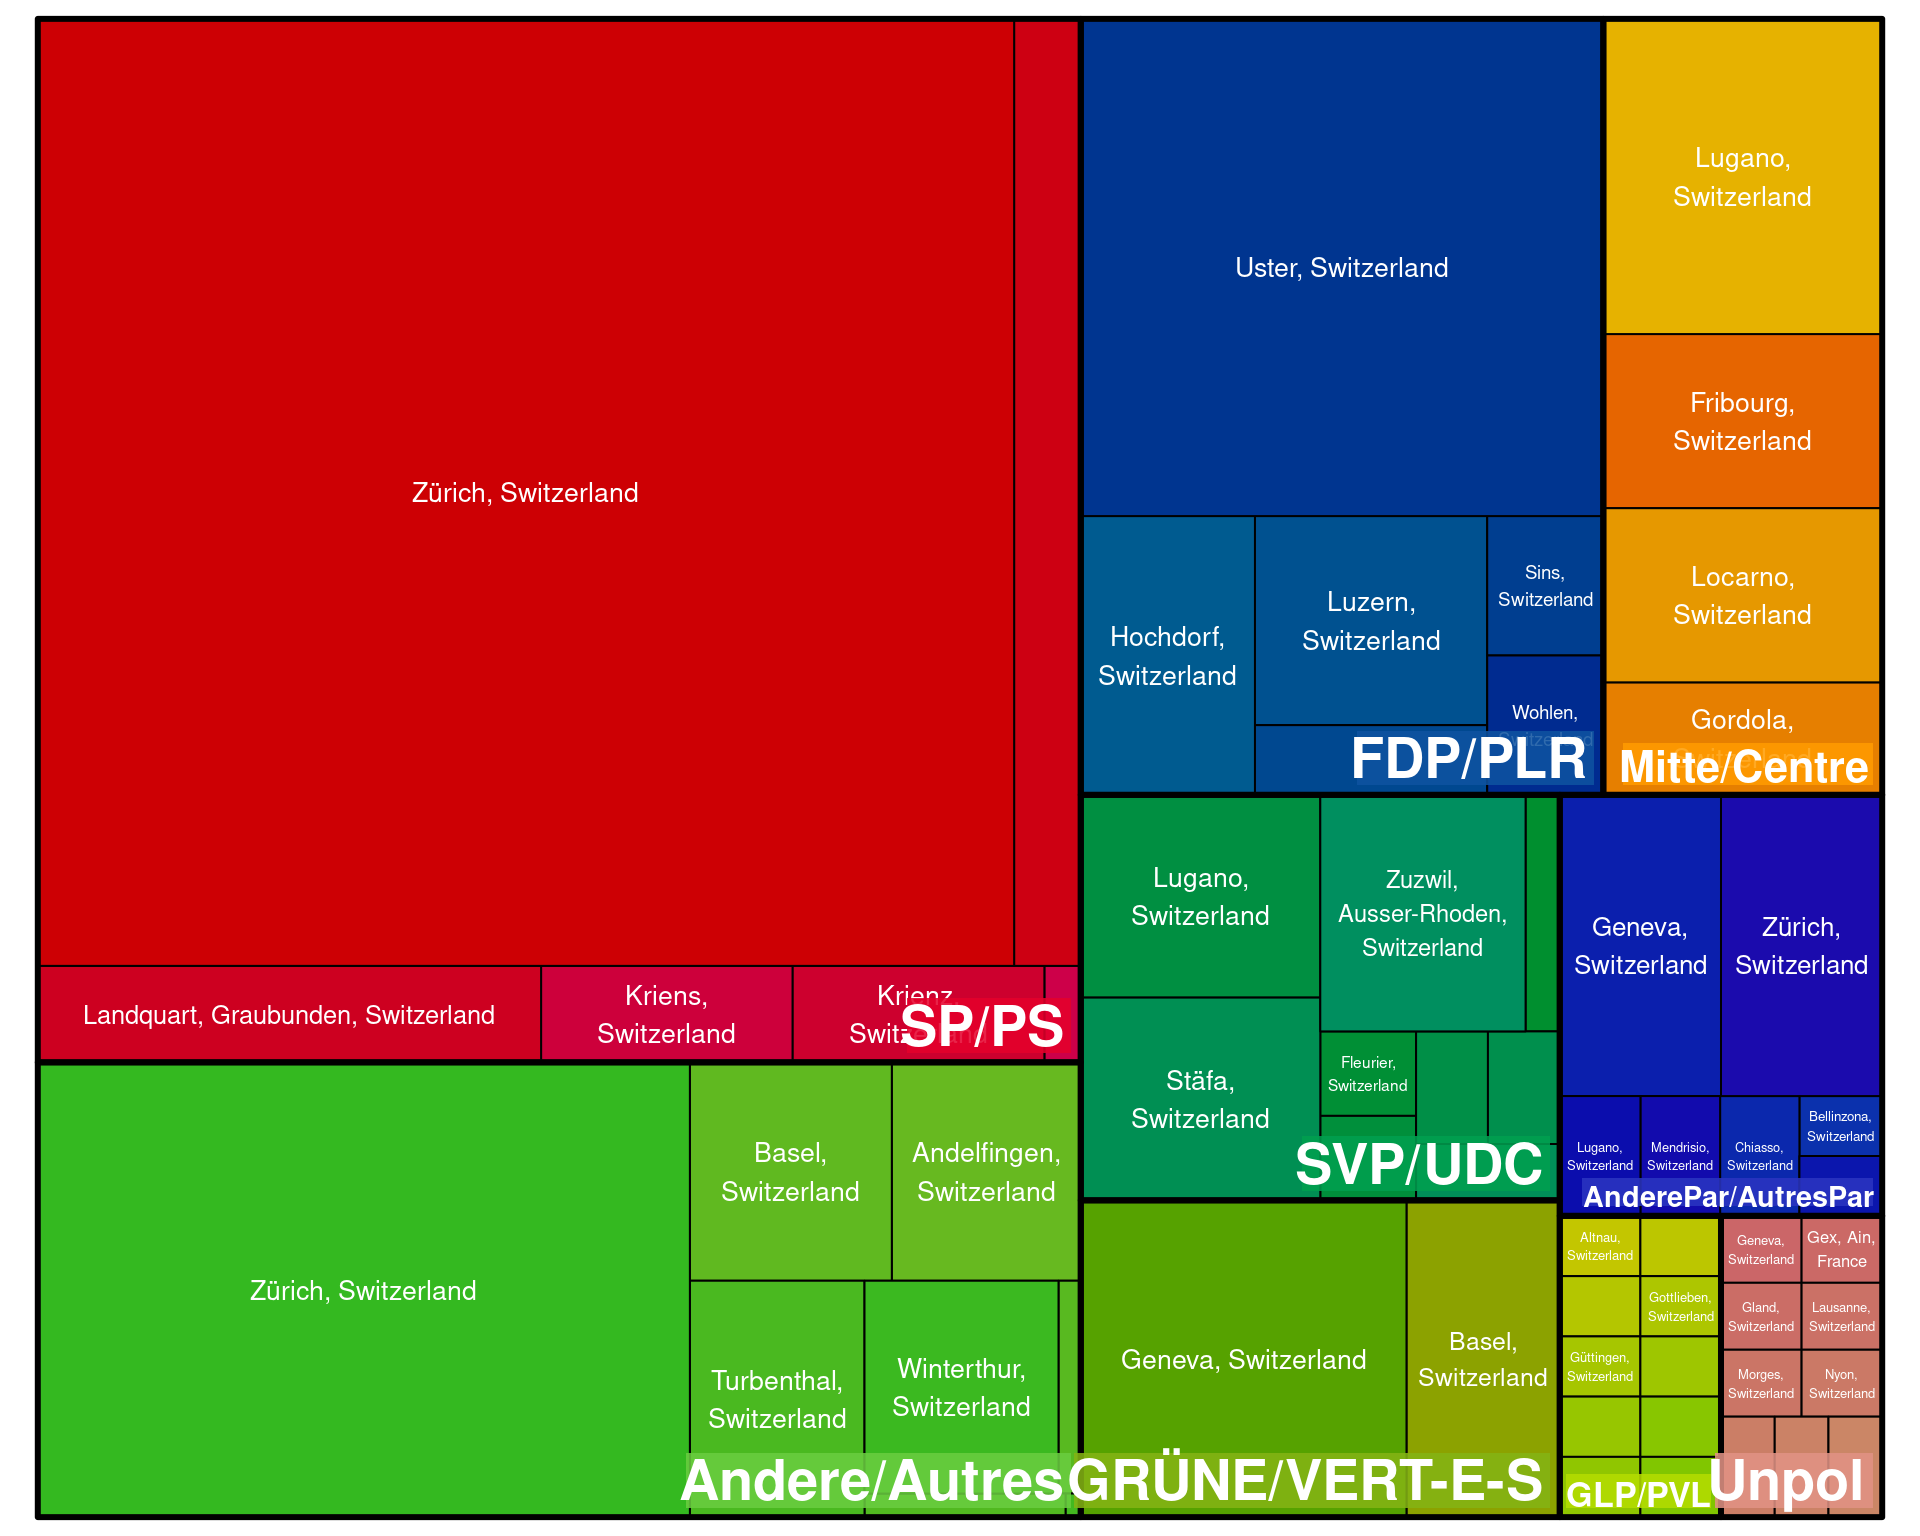 Zürich, Switzerland
Landquart, Graubunden, Switzerland
Kriens,
Switzerland
Krienz,
Switzerland
SP/PS
Uster, Switzerland
Hochdorf,
Switzerland
Luzern,
Switzerland
Sins,
Switzerland
Wohlen,
Switzerland
FDP/PLR
Lugano,
Switzerland
Fribourg,
Switzerland
Locarno,
Switzerland
Gordola,
Switzerland
Mitte/Centre
Zürich, Switzerland
Basel,
Switzerland
Andelfingen,
Switzerland
Turbenthal,
Switzerland
Winterthur,
Switzerland
Andere/Autres
Lugano,
Switzerland
Zuzwil,
Ausser-Rhoden,
Switzerland
Stäfa,
Switzerland
Fleurier,
Switzerland
SVP/UDC
Geneva, Switzerland
Basel,
Switzerland
GRÜNE/VERT-E-S
Geneva,
Switzerland
Zürich,
Switzerland
Lugano,
Switzerland
Mendrisio,
Switzerland
Chiasso,
Switzerland
Bellinzona,
Switzerland
AnderePar/AutresPar
Altnau,
Switzerland
Gottlieben,
Switzerland
Güttingen,
Switzerland
GLP/PVL
Geneva,
Switzerland
Gex, Ain,
France
Gland,
Switzerland
Lausanne,
Switzerland
Morges,
Switzerland
Nyon,
Switzerland
Unpol